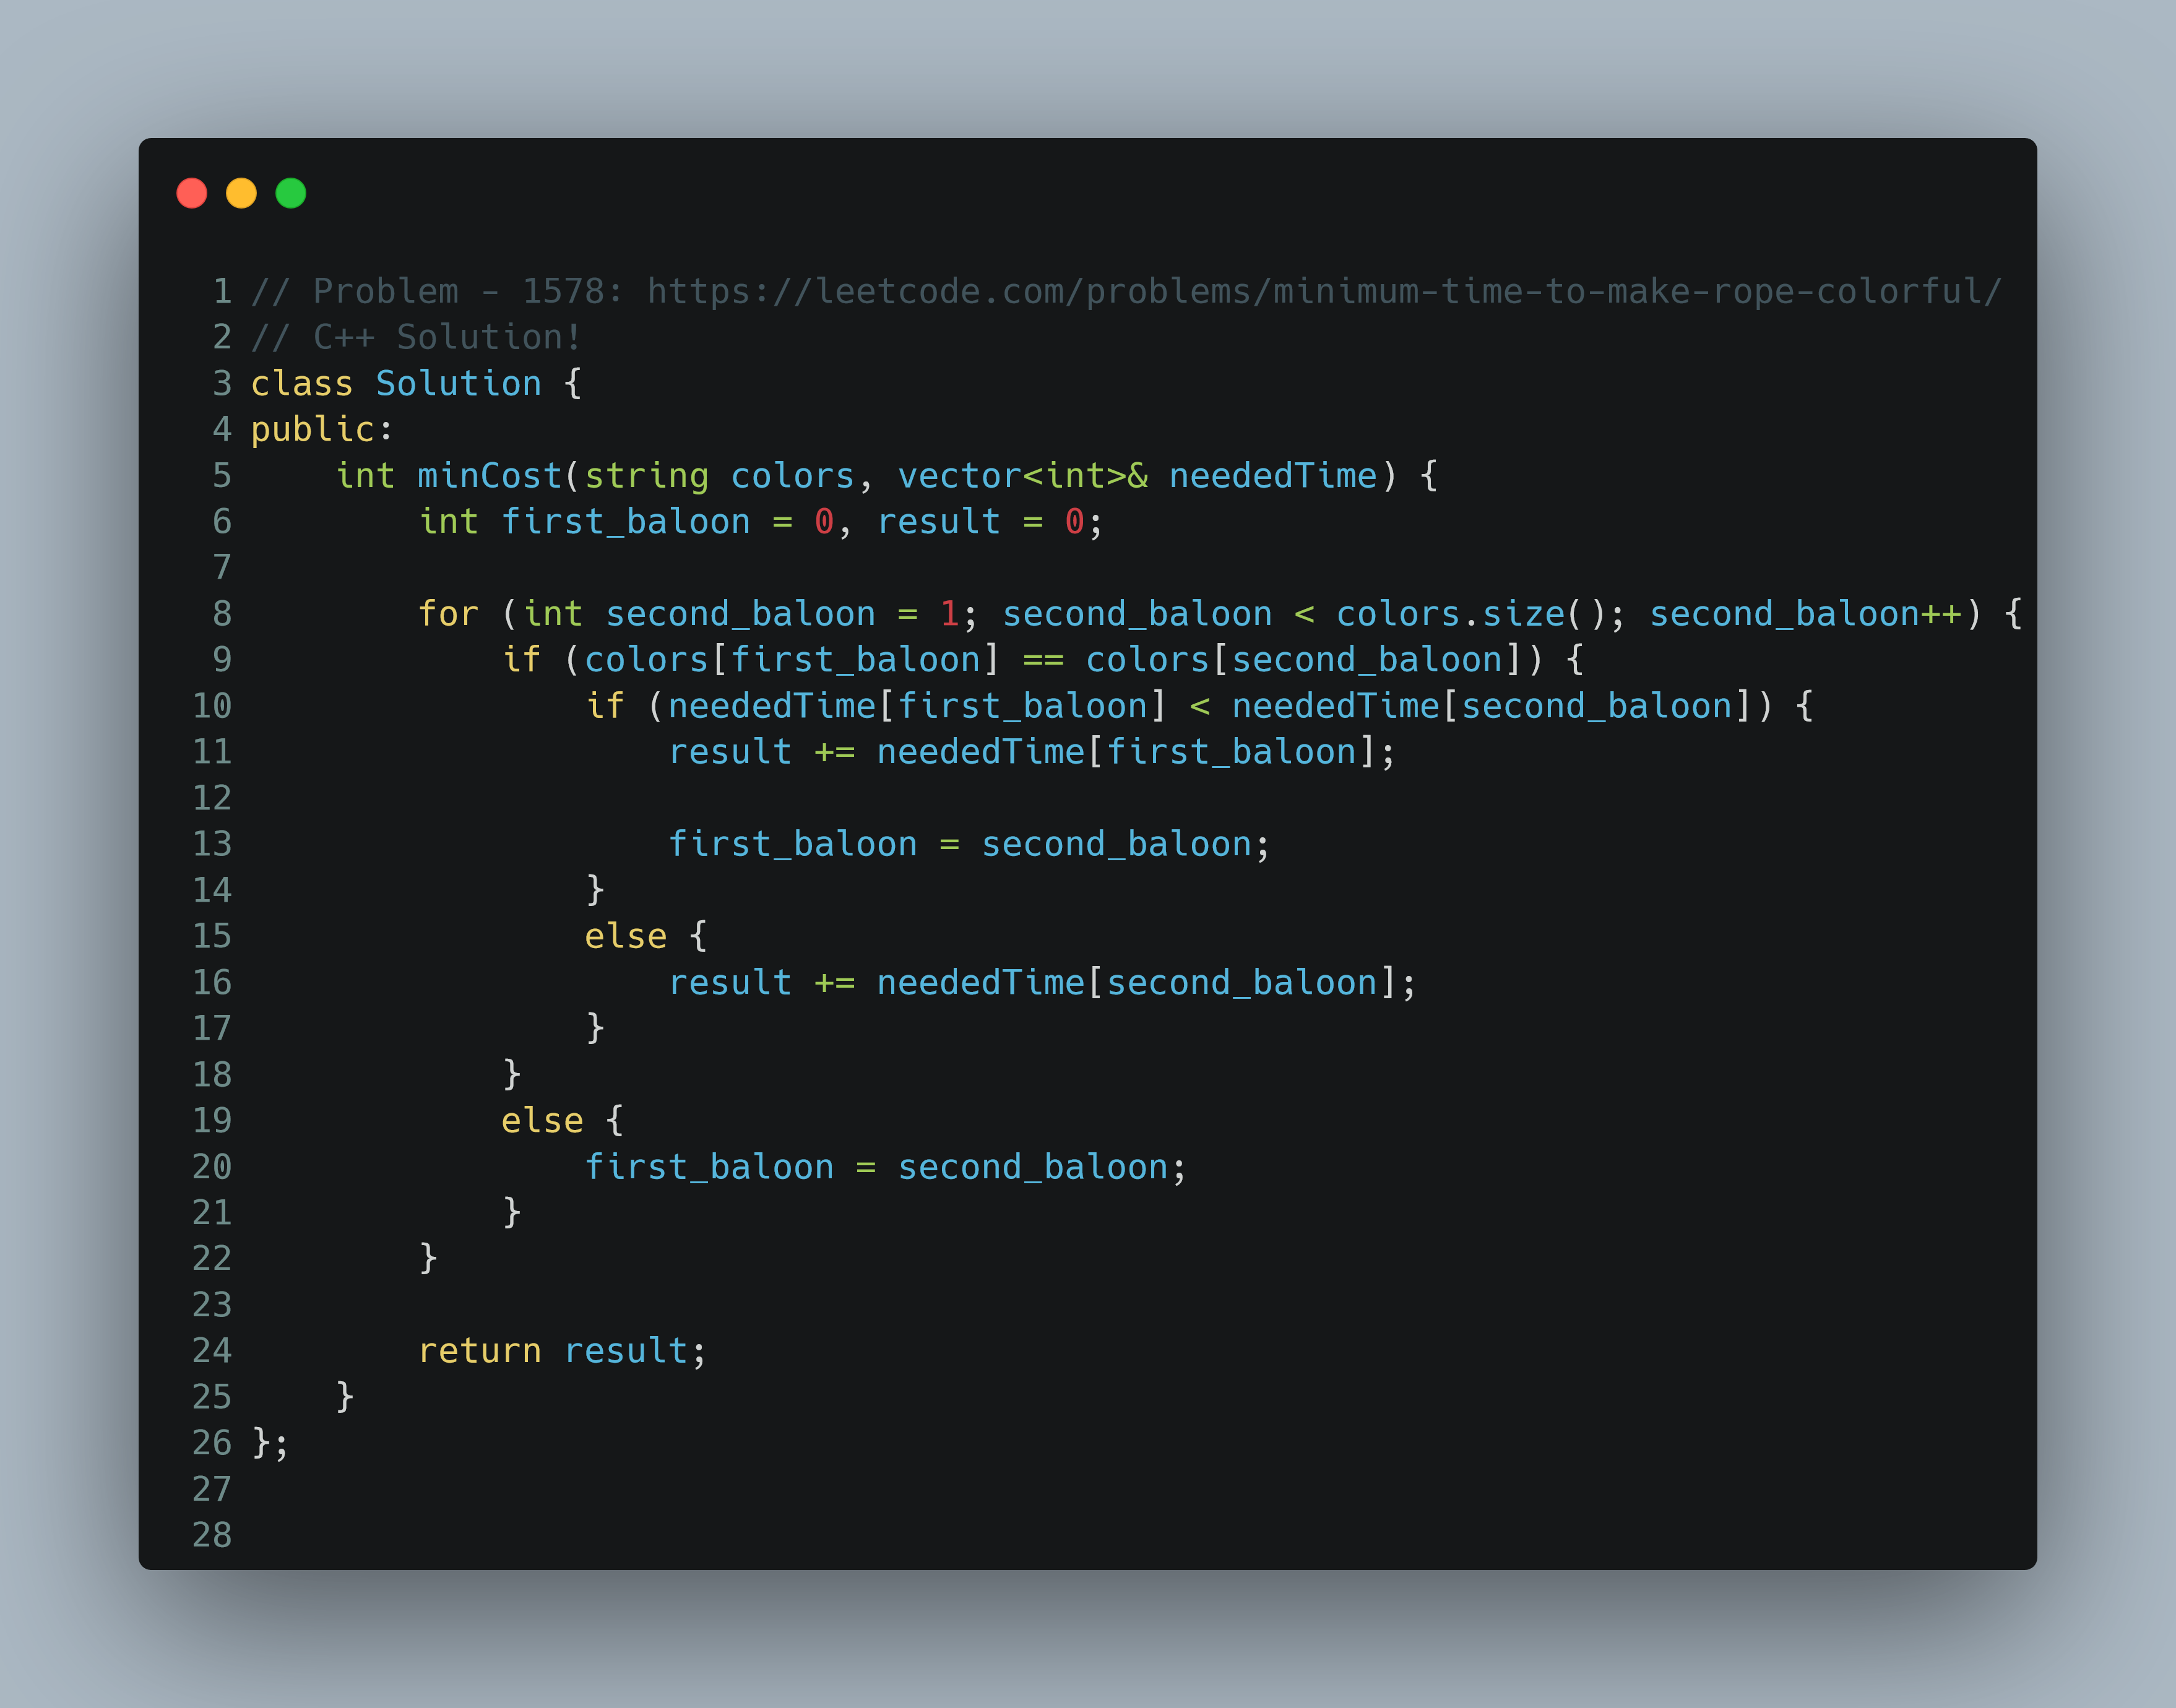 1 // Problem - 1578: https://leetcode.com/problems/minimum-time-to-make-rope-colorful/
2 // C++ Solution!
3 class Solution {
4 public:
5     int minCost(string colors, vector<int>& neededTime) {
6         int first_baloon = 0, result = 0;
7
8         for (int second_baloon = 1; second_baloon < colors.size(); second_baloon++) {
9             if (colors[first_baloon] == colors[second_baloon]) {
10                 if (neededTime[first_baloon] < neededTime[second_baloon]) {
11                     result += neededTime[first_baloon];
12
13                     first_baloon = second_baloon;
14                 }
15                 else {
16                     result += neededTime[second_baloon];
17                 }
18             }
19             else {
20                 first_baloon = second_baloon;
21             }
22         }
23
24         return result;
25     }
26 };
27
28